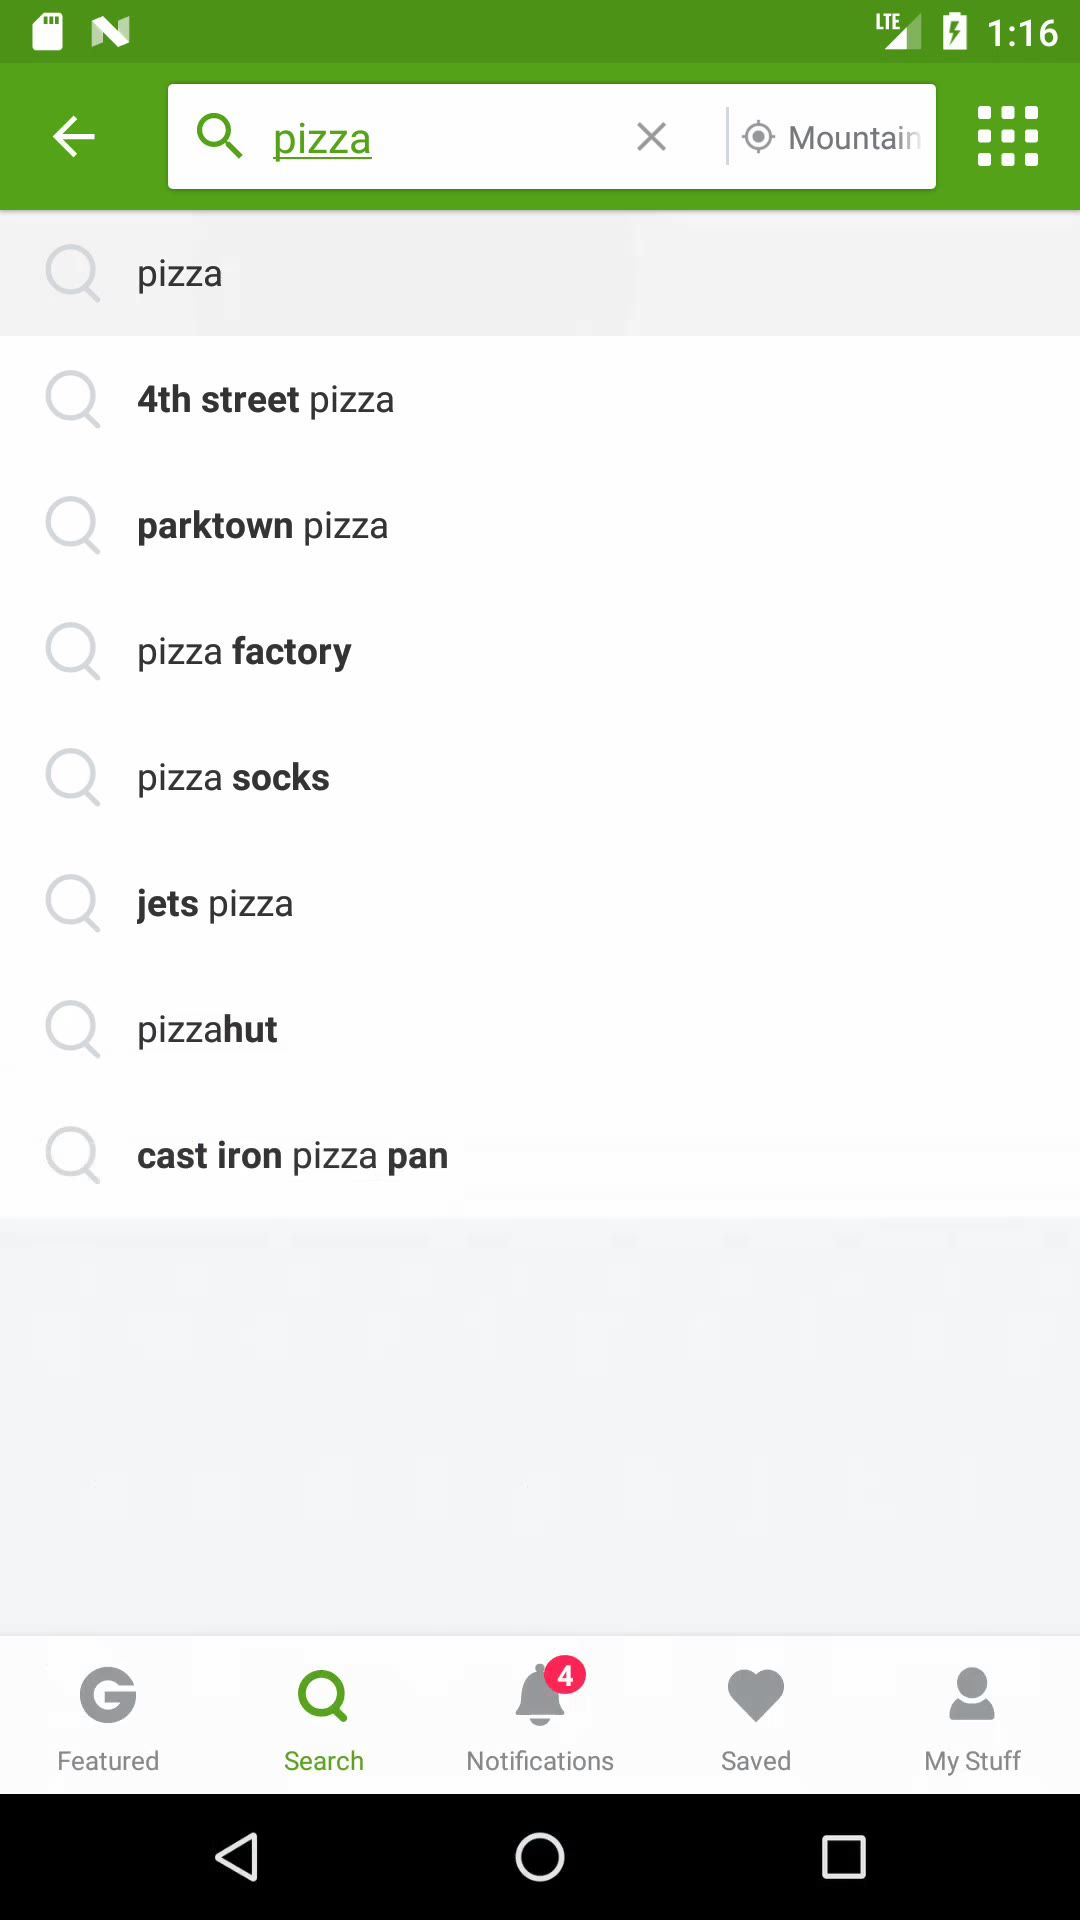 LTE 1:16
pizza Mountain
pizza
4th street pizza
parktown pizza
pizza factory
pizza socks
jets pizza
pizzahut
cast iron pizza pan
4
Featured Search Notifications Saved My Stuff